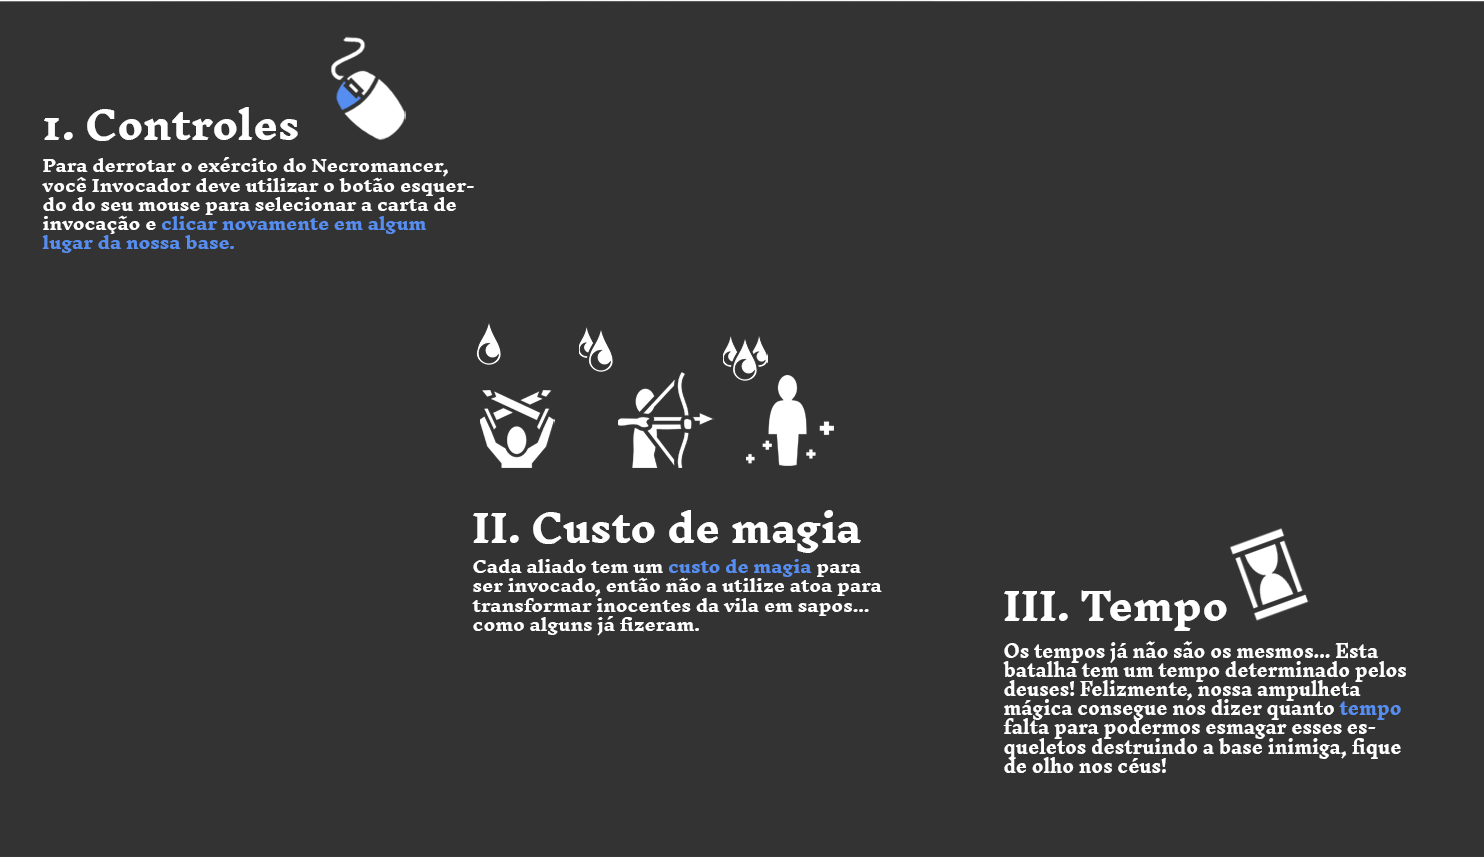 I. Controles
Para derrotar o exército do Necromancer,
você Invocador deve utilizar o botão esquer-
do do seu mouse para selecionar a carta de
invocação e clicar novamente em algum
lugar da nossa base.
II. Custo de magia
Cada aliado tem um custo de magia para
ser invocado, então não a utilize atoa para
transformar inocentes da vila em sapos...
como alguns já fizeram.
III. Tempo
Os tempos já não são os mesmos... Esta
batalha tem um tempo determinado pelos
deuses! Felizmente, nossa ampulheta
mágica consegue nos dizer quanto tempo
falta para podermos esmagar esses es-
queletos destruindo a base inimiga, fique
de olho nos céus!